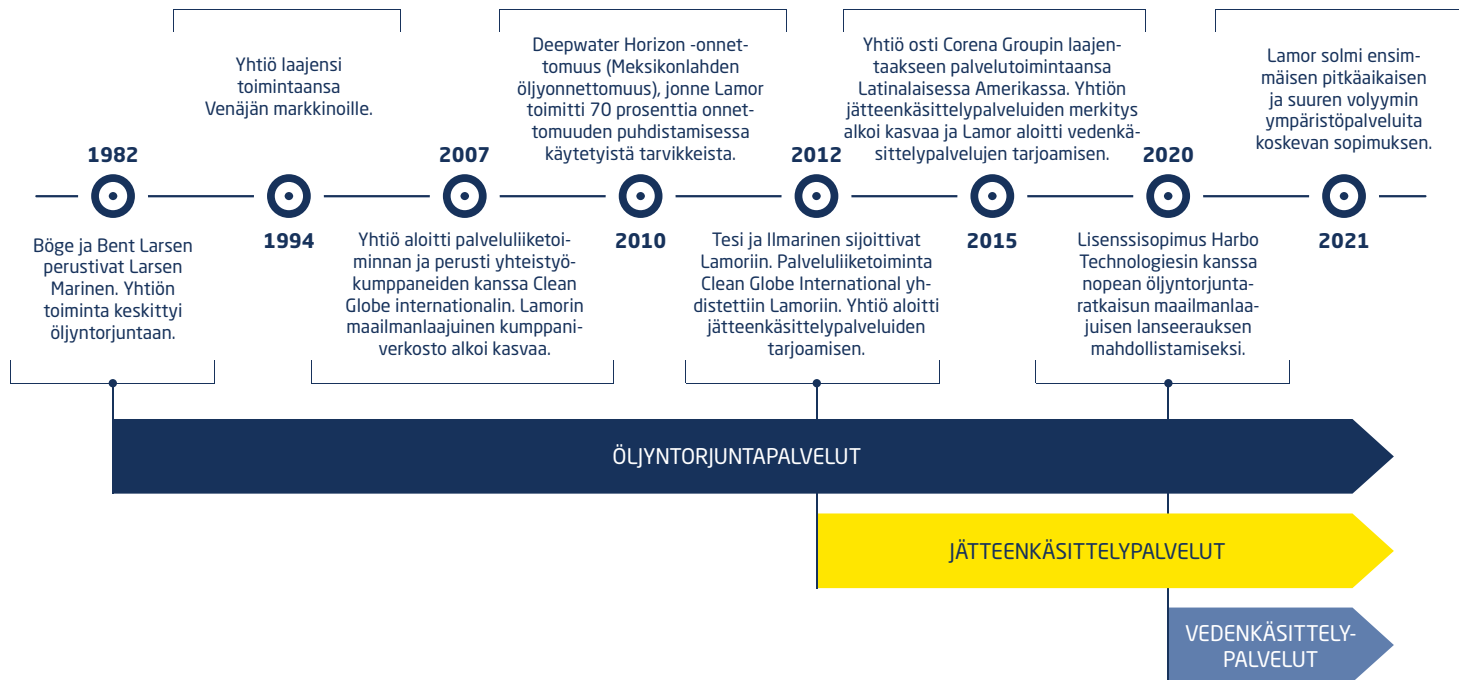 1982
Böge ja Bent Larsen
perustivat Larsen
Marinen. Yhtiön
toiminta keskittyi
öljyntorjuntaan.
Yhtiö laajensi
toimintaansa
Venäjän markkinoille.
1994
2007
Yhtiö aloitti palveluliiketoi-
minnan ja perusti yhteistyö-
kumppaneiden kanssa Clean
Globe internationalin. Lamorin
maailmanlaajuinen kumppani-
verkosto alkoi kasvaa.
Deepwater Horizon -onnet-
tomuus (Meksikonlahden
öljyonnettomuus), jonne Lamor
toimitti 70 prosenttia onnet-
tomuuden puhdistamisessa
käytetyistä tarvikkeista.
2010
2012
Tesi ja Ilmarinen sijoittivat
Lamoriin. Palveluliiketoiminta
Clean Globe International yh-
distettiin Lamoriin. Yhtiö aloitti
jätteenkäsittelypalveluiden
tarjoamisen.
Yhtiö osti Corena Groupin laajen-
taakseen palvelutoimintaansa
Latinalaisessa Amerikassa. Yhtiön
jätteenkäsittelypalveluiden merkitys
alkoi kasvaa ja Lamor aloitti vedenkä-
sittelypalvelujen tarjoamisen.
2015
2020
Lisenssisopimus Harbo
Technologiesin kanssa
nopean öljyntorjunta-
ratkaisun maailmanlaa-
juisen lanseerauksen
mahdollistamiseksi.
Lamor solmi ensim-
mäisen pitkäaikaisen
ja suuren volyymin
ympäristöpalveluita
koskevan sopimuksen.
2021
ÖLJYNTORJUNTAPALVELUT
JÄTTEENKÄSITTELYPALVELUT
VEDENKÄSITTELY-
PALVELUT